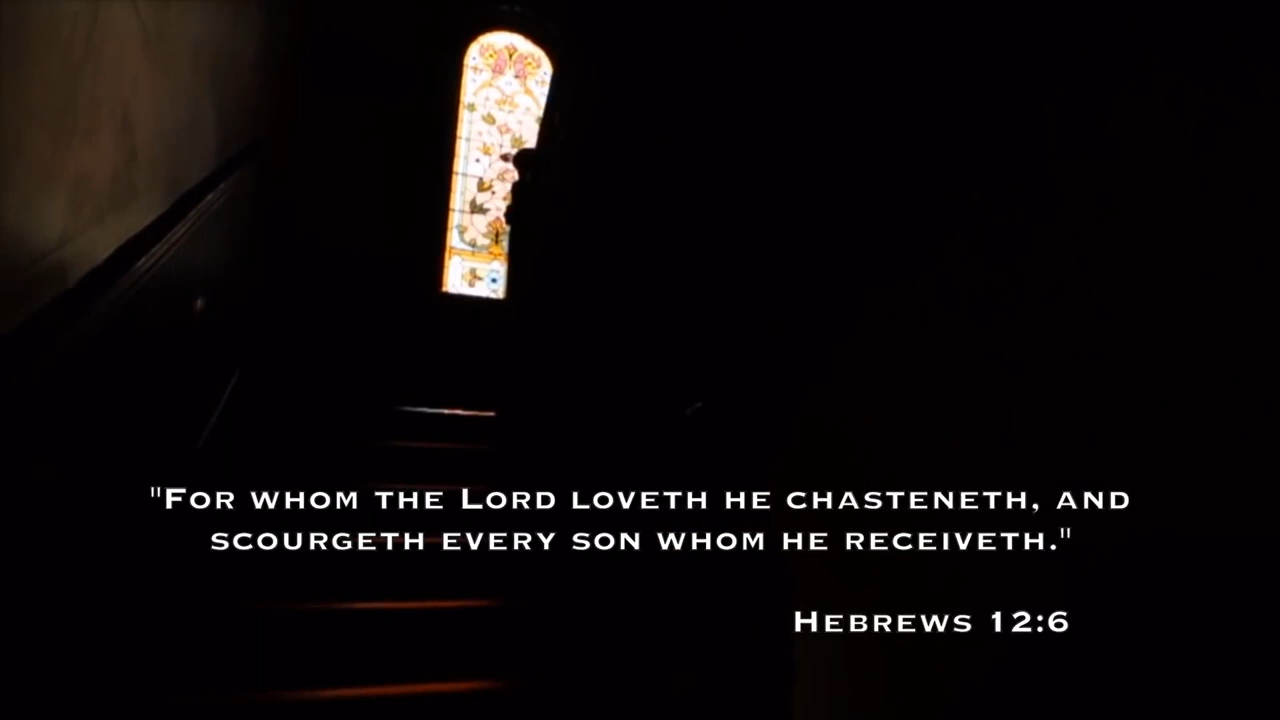 "For whom the Lord loveth he chasteneth, and
scourgeth every son whom he receiveth."
Hebrews 12:6